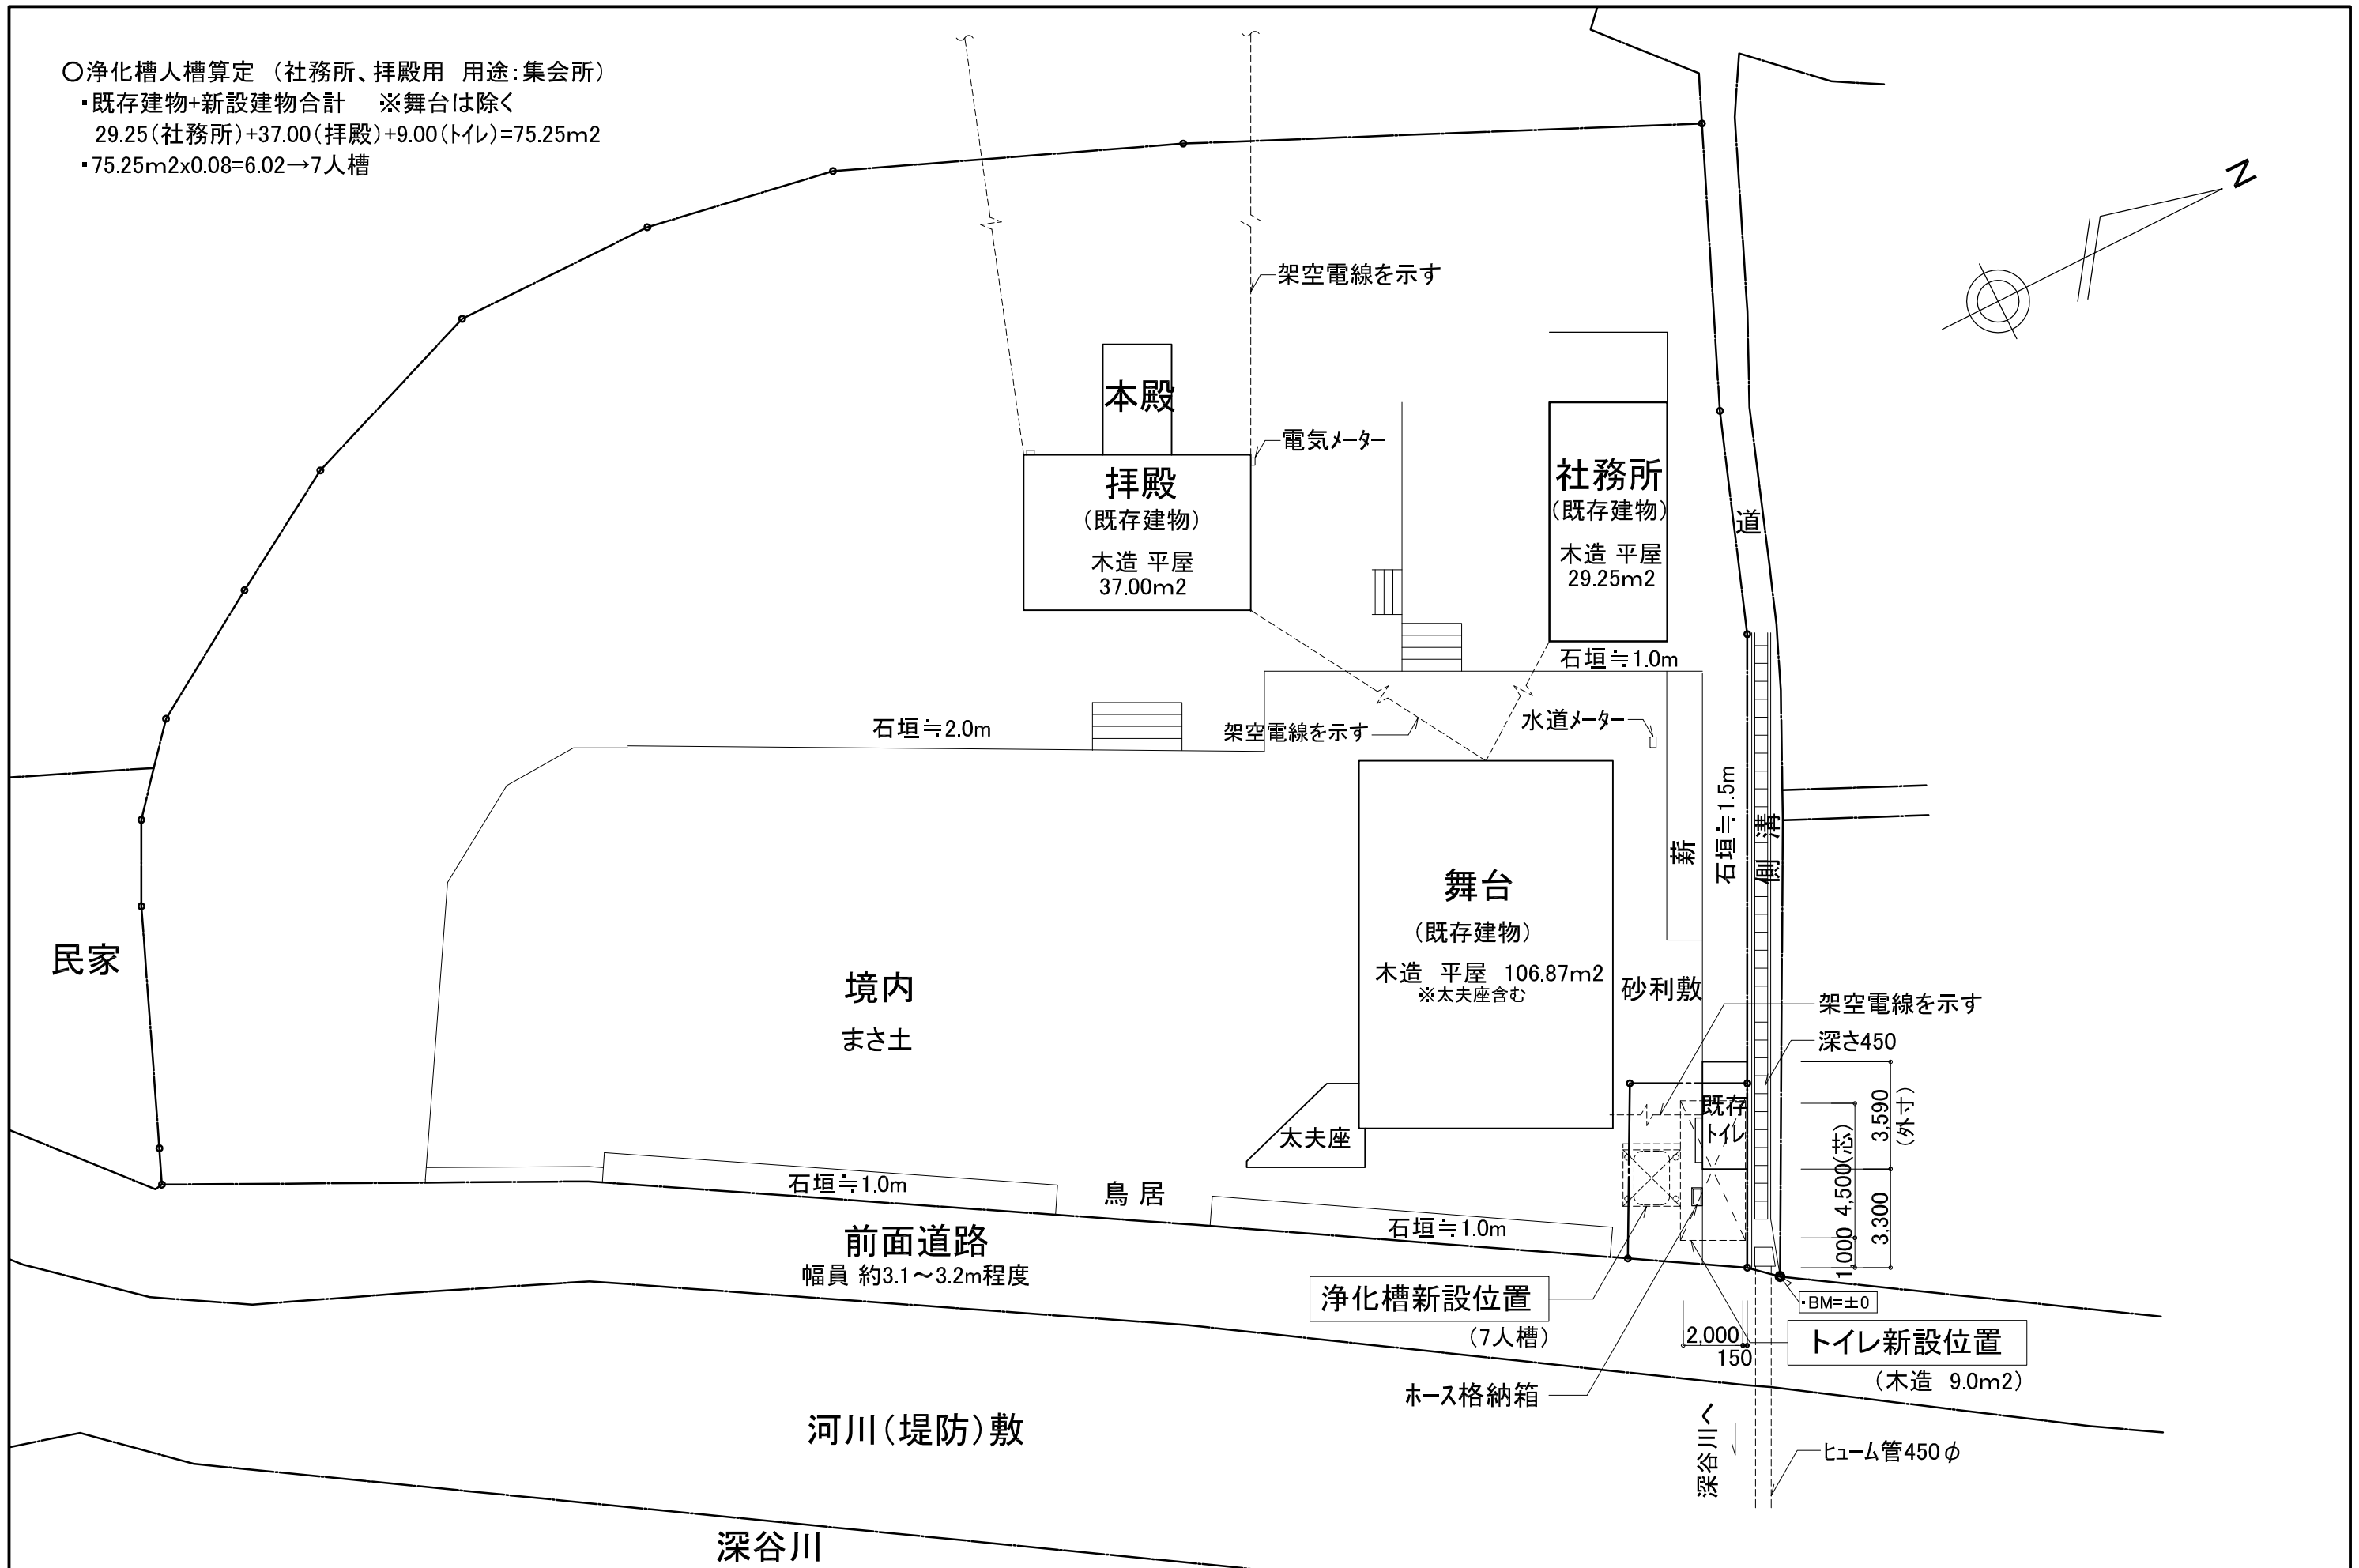 ○浄化槽人槽算定 （社務所、拝殿用 用途：集会所）
・既存建物+新設建物合計 ※舞台は除く
29.25(社務所)+37.00(拝殿)+9.00(トイレ)=75.25m2
・75.25m2x0.08=6.02→7人槽
N
架空電線を示す
本殿
電気メーター
拝殿
（既存建物）
木造 平屋
37.00m2
社務所
（既存建物）
木造 平屋
29.25m2
道
石垣≒1.0m
石垣≒2.0m
架空電線を示す
水道メーター
石垣≒1.5m
側溝
薪
舞台
（既存建物）
木造 平屋 106.87m2
※太夫座含む
砂利敷
民家
境内
まさ土
架空電線を示す
深さ450
既存
トイレ
太夫座
3,590
（外寸）
4,500(芯)
3,300
1,000
石垣≒1.0m
鳥居
石垣≒1.0m
前面道路
幅員 約3.1～3.2m程度
浄化槽新設位置
（7人槽）
・BM=±0
2,000
150
トイレ新設位置
（木造 9.0m2）
ホース格納箱
河川（堤防）敷
深谷川へ
ヒューム管450φ
深谷川